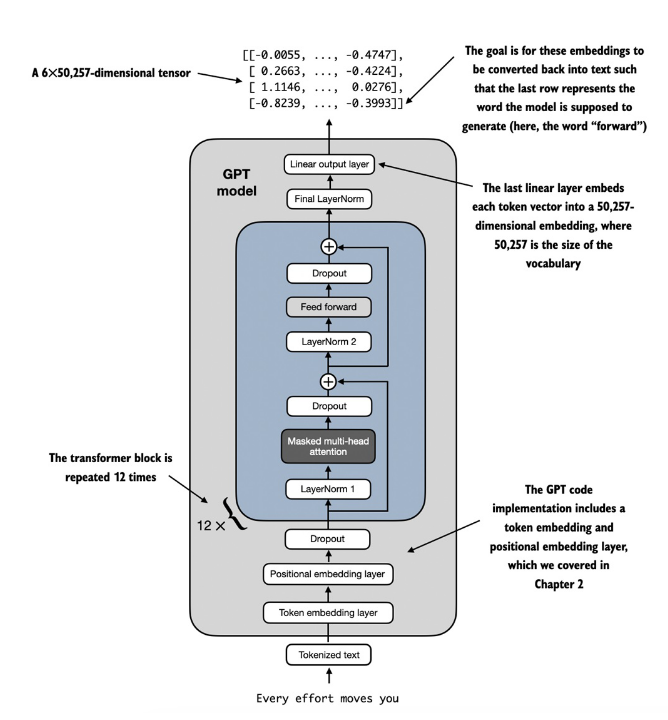 [[-0.0055, ..., -0.4747],
[ 0.2663, ..., -0.4224],
[ 1.1146, ..., 0.0276],
[-0.8239, ..., -0.3993]]
A 6×50,257-dimensional tensor
The goal is for these embeddings to
be converted back into text such
that the last row represents the
word the model is supposed to
generate (here, the word “forward”)
GPT
model
Linear output layer
Final LayerNorm
The last linear layer embeds
each token vector into a 50,257-
dimensional embedding, where
50,257 is the size of the
vocabulary
+
Dropout
Feed forward
LayerNorm 2
+
Dropout
Masked multi-head
attention
LayerNorm 1
The transformer block is
repeated 12 times
12 ×
Dropout
Positional embedding layer
Token embedding layer
The GPT code
implementation includes a
token embedding and
positional embedding layer,
which we covered in
Chapter 2
Tokenized text
Every effort moves you